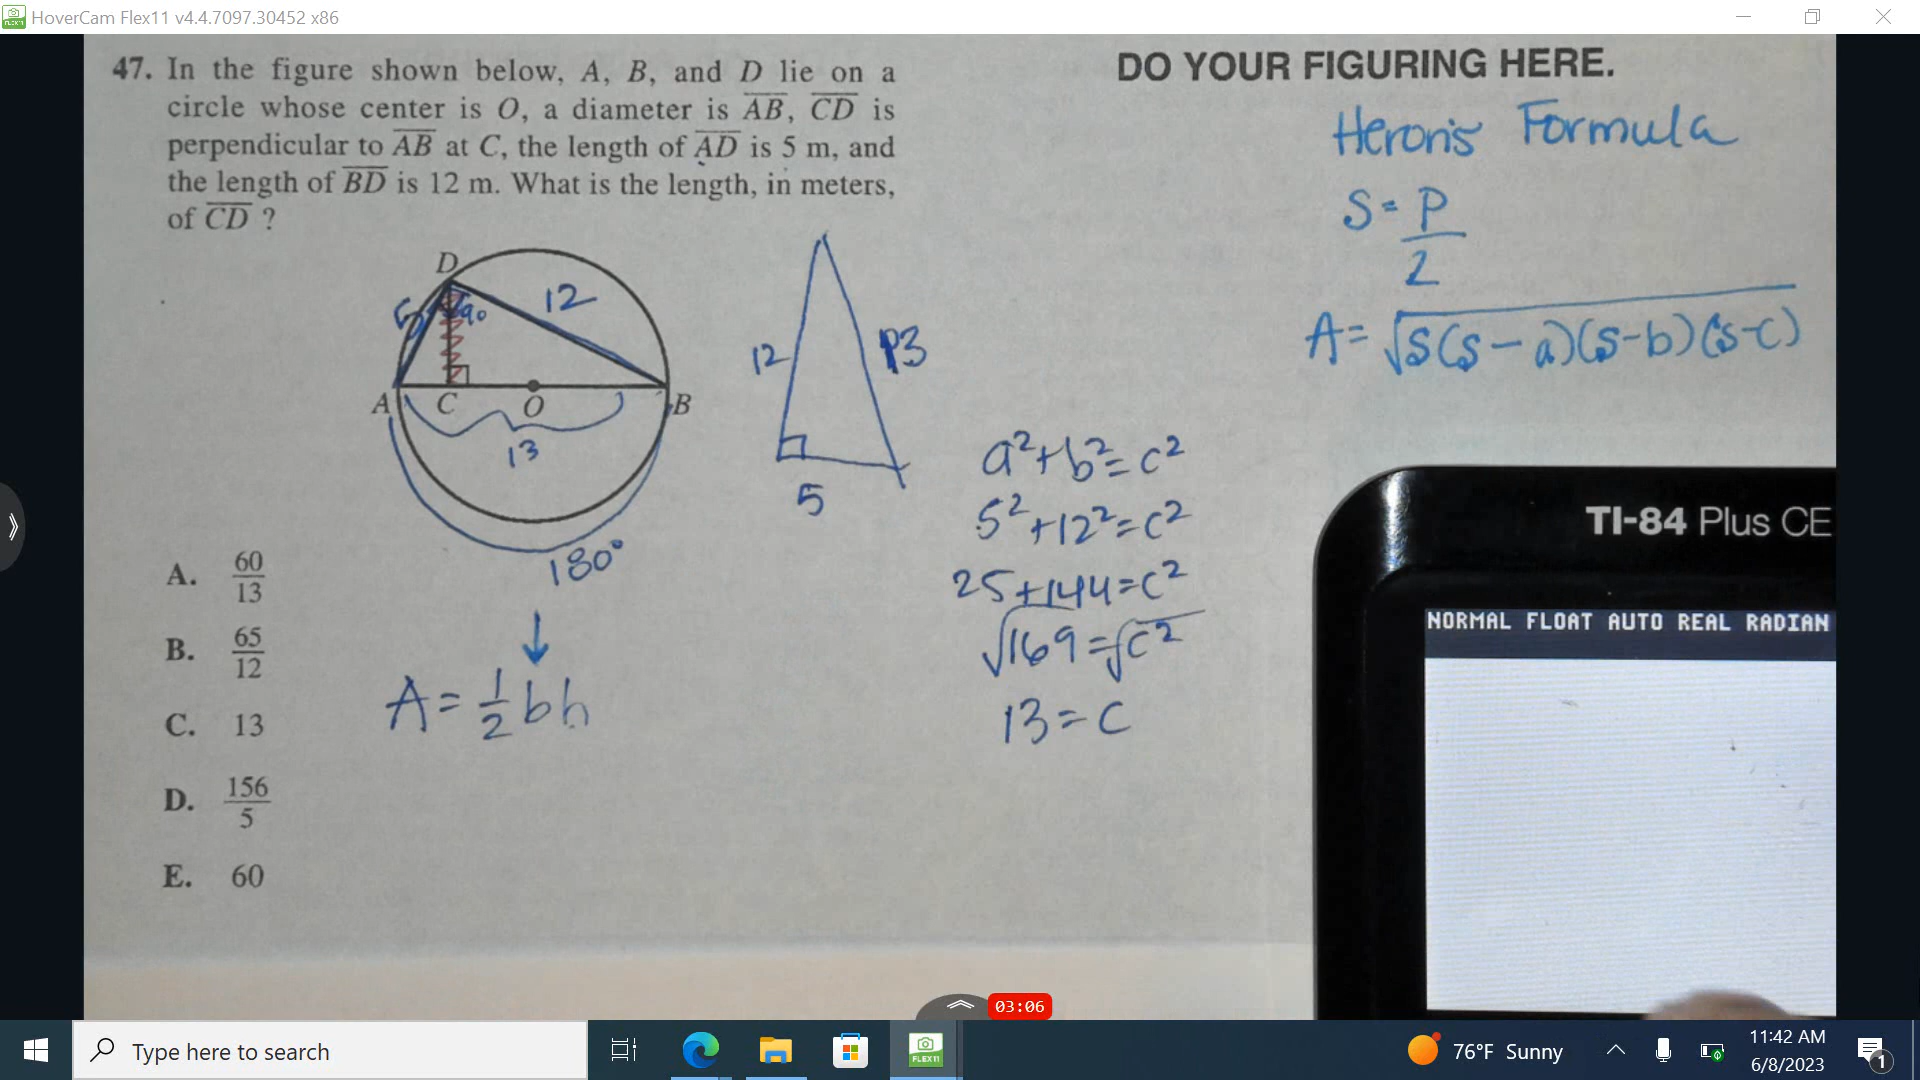 HoverCam Flex11 v4.4.7097.30452 x86
47. In the figure shown below, A, B, and D lie on a
circle whose center is O, a diameter is AB, CD is
perpendicular to AB at C, the length of AD is 5 m, and
the length of BD is 12 m. What is the length, in meters,
of CD ?
DO YOUR FIGURING HERE.
Heron's Formula
S = P/2
A = √S(S-a)(S-b)(S-c)
D
5
90
12
A
C
O
B
13
180°
12
13
5
a²+b²=c²
5²+12²=c²
25+144=c²
√169=√c²
13=c
A=½bh
A. 60/13
B. 65/12
C. 13
D. 156/5
E. 60
TI-84 Plus CE
NORMAL FLOAT AUTO REAL RADIAN
03:06
Type here to search
FLEX11
76°F Sunny
11:42 AM
6/8/2023
1